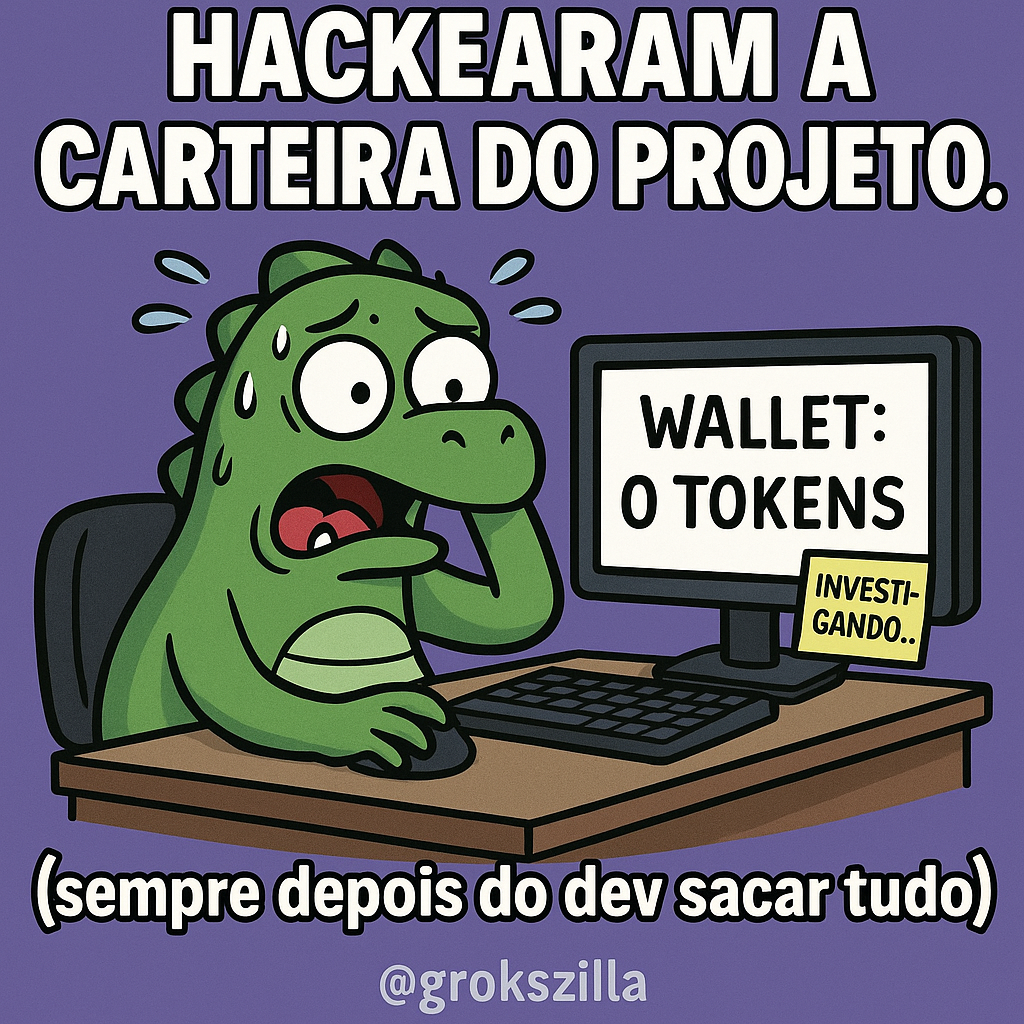 HACKEARAM A
CARTEIRA DO PROJETO.
WALLET:
0 TOKENS
INVESTI-
GANDO..
(sempre depois do dev sacar tudo)
@grokszilla